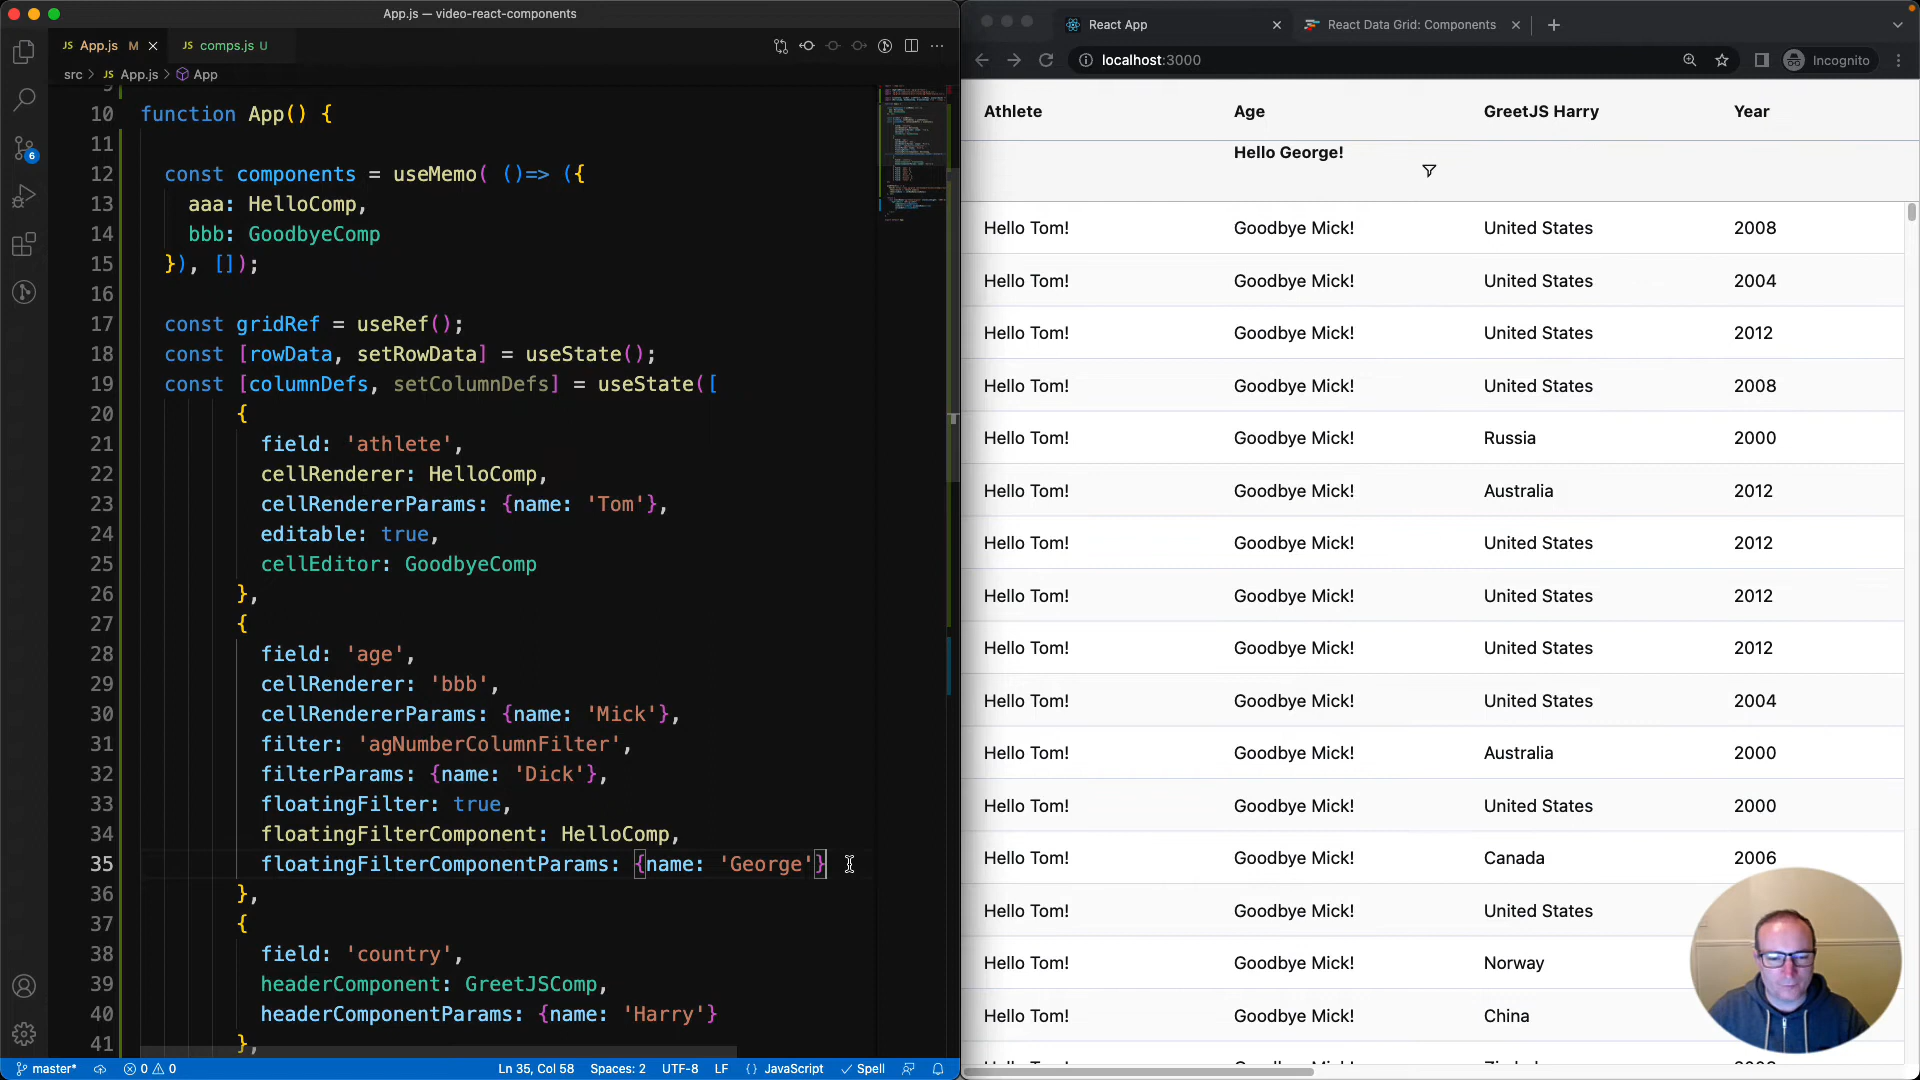 App.js — video-react-components
JS App.js M
JS comps.js U
src > JS App.js > App
9
10 function App() {
11
12 const components = useMemo( ()=> ({
13 aaa: HelloComp,
14 bbb: GoodbyeComp
15 }), []);
16
17 const gridRef = useRef();
18 const [rowData, setRowData] = useState();
19 const [columnDefs, setColumnDefs] = useState([
20 {
21 field: 'athlete',
22 cellRenderer: HelloComp,
23 cellRendererParams: {name: 'Tom'},
24 editable: true,
25 cellEditor: GoodbyeComp
26 },
27 {
28 field: 'age',
29 cellRenderer: 'bbb',
30 cellRendererParams: {name: 'Mick'},
31 filter: 'agNumberColumnFilter',
32 filterParams: {name: 'Dick'},
33 floatingFilter: true,
34 floatingFilterComponent: HelloComp,
35 floatingFilterComponentParams: {name: 'George'}
36 },
37 {
38 field: 'country',
39 headerComponent: GreetJSComp,
40 headerComponentParams: {name: 'Harry'}
41 },
6
master* 0 0 Ln 35, Col 58 Spaces: 2 UTF-8 LF {} JavaScript Spell
React App
React Data Grid: Components
localhost:3000
Incognito
Athlete Age GreetJS Harry Year
Hello George!
Hello Tom! Goodbye Mick! United States 2008
Hello Tom! Goodbye Mick! United States 2004
Hello Tom! Goodbye Mick! United States 2012
Hello Tom! Goodbye Mick! United States 2008
Hello Tom! Goodbye Mick! Russia 2000
Hello Tom! Goodbye Mick! Australia 2012
Hello Tom! Goodbye Mick! United States 2012
Hello Tom! Goodbye Mick! United States 2012
Hello Tom! Goodbye Mick! United States 2012
Hello Tom! Goodbye Mick! United States 2004
Hello Tom! Goodbye Mick! Australia 2000
Hello Tom! Goodbye Mick! United States 2000
Hello Tom! Goodbye Mick! Canada 2006
Hello Tom! Goodbye Mick! United States
Hello Tom! Goodbye Mick! Norway
Hello Tom! Goodbye Mick! China